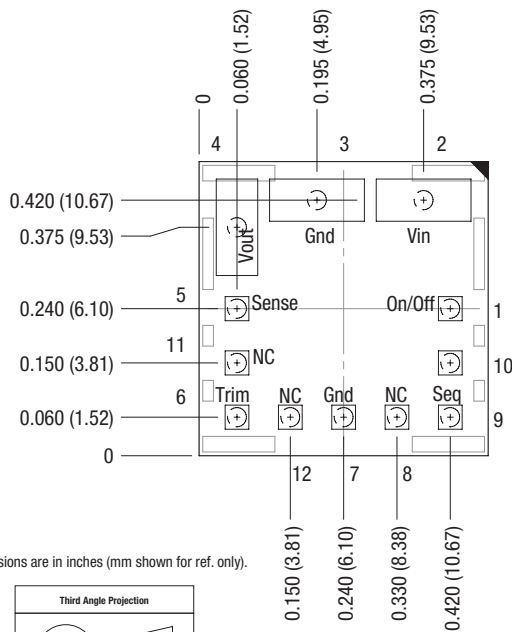 0
0.060 (1.52)
0.195 (4.95)
0.375 (9.53)
4
3
2
0.420 (10.67)
0.375 (9.53)
Vout
Gnd
Vin
0.240 (6.10)
5
Sense
On/Off
1
0.150 (3.81)
11
NC
10
0.060 (1.52)
6
Trim
NC
Gnd
NC
Seq
9
0
12
7
8
0.150 (3.81)
0.240 (6.10)
0.330 (8.38)
0.420 (10.67)
sions are in inches (mm shown for ref. only).
Third Angle Projection